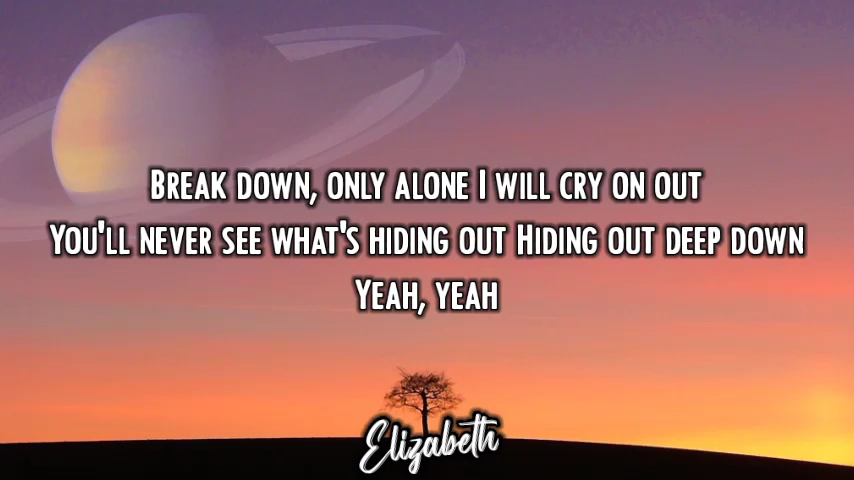 Break down, only alone I will cry on out
You'll never see what's hiding out Hiding out deep down
Yeah, yeah
Elizabeth